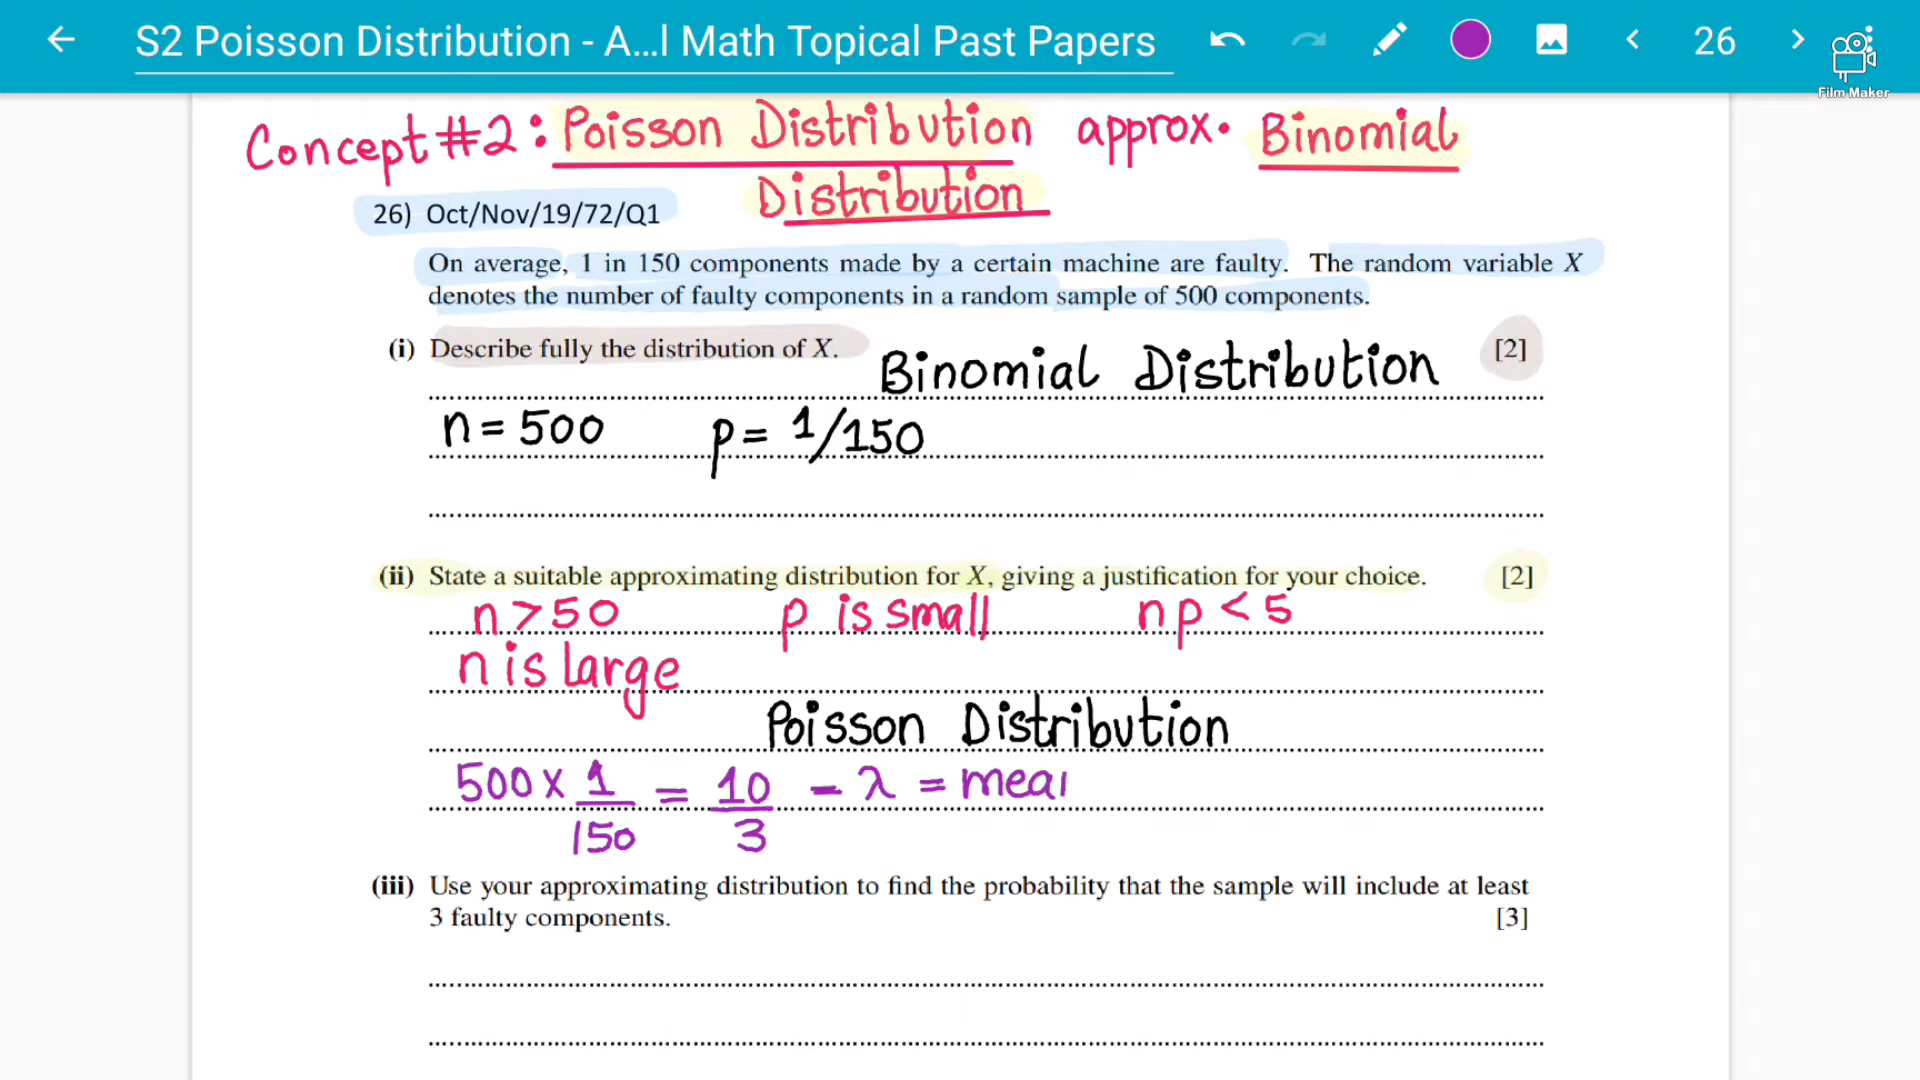 S2 Poisson Distribution - A...l Math Topical Past Papers 26
Film Maker
Concept #2: Poisson Distribution approx. Binomial
Distribution
26) Oct/Nov/19/72/Q1
On average, 1 in 150 components made by a certain machine are faulty. The random variable X
denotes the number of faulty components in a random sample of 500 components.
(i) Describe fully the distribution of X. [2]
Binomial Distribution
n = 500 p = 1/150
(ii) State a suitable approximating distribution for X, giving a justification for your choice. [2]
n > 50 p is small np < 5
n is large
Poisson Distribution
500 x 1/150 = 10/3 - λ = mea
(iii) Use your approximating distribution to find the probability that the sample will include at least
3 faulty components. [3]